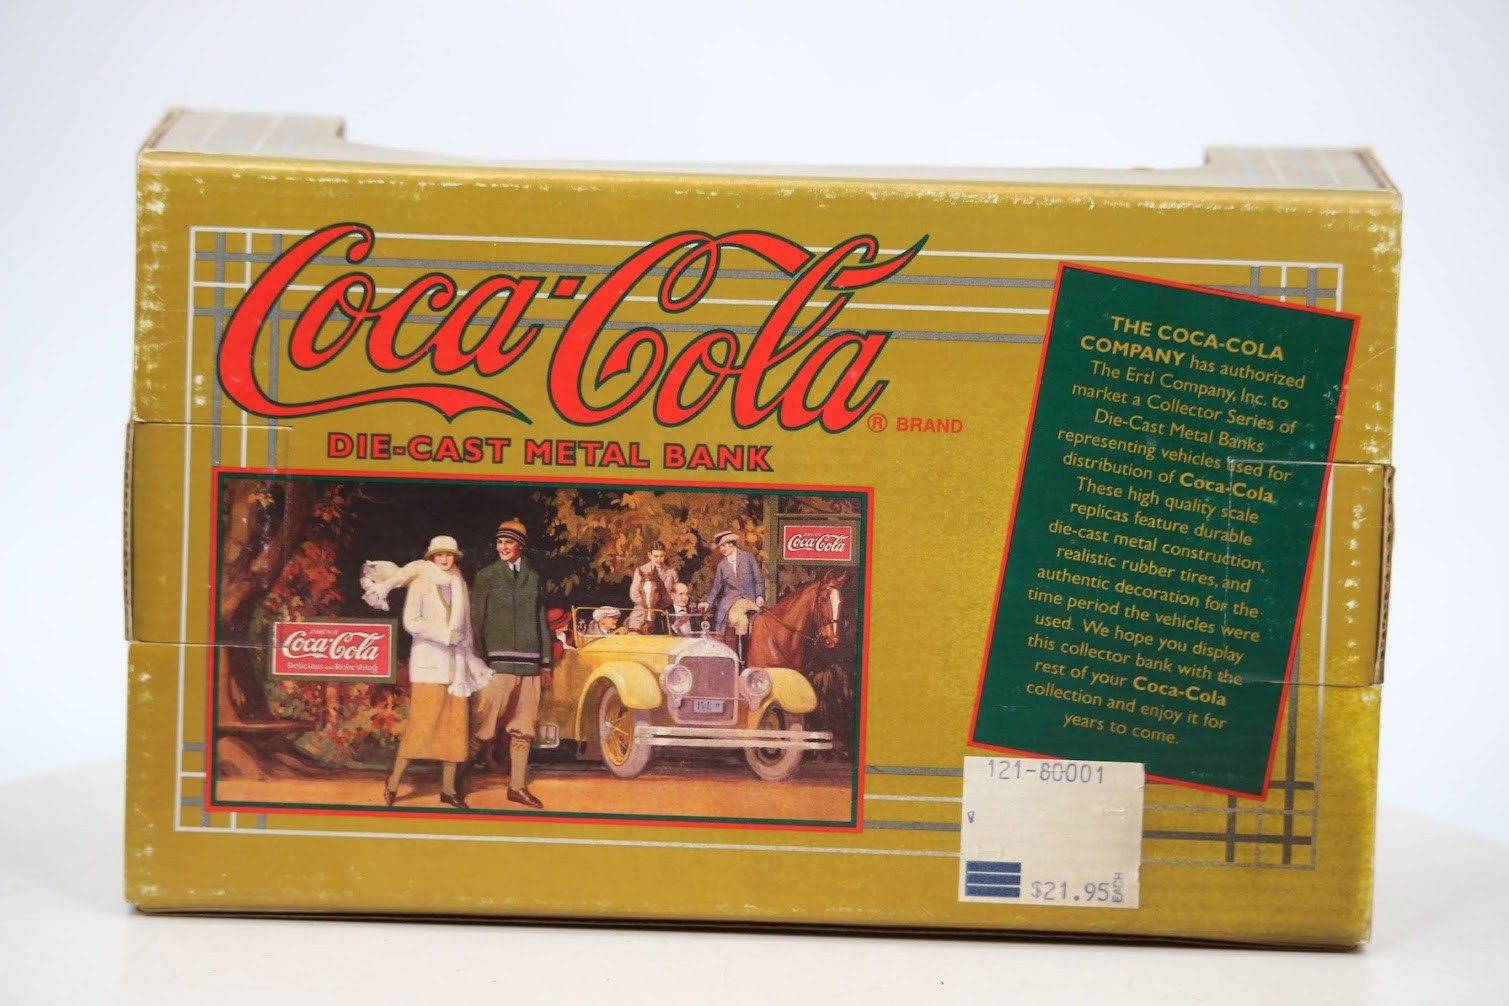 Coca-Cola
® BRAND
DIE-CAST METAL BANK
DRINK
Coca-Cola
Delicious and Refreshing
DRINK
Coca-Cola
THE COCA-COLA
COMPANY has authorized
The Ertl Company, Inc. to
market a Collector Series of
Die-Cast Metal Banks
representing vehicles used for
distribution of Coca-Cola.
These high quality scale
replicas feature durable
die-cast metal construction,
realistic rubber tires, and
authentic decoration for the
time period the vehicles were
used. We hope you display
this collector bank with the
rest of your Coca-Cola
collection and enjoy it for
years to come.
121-80001
$21.95 EACH